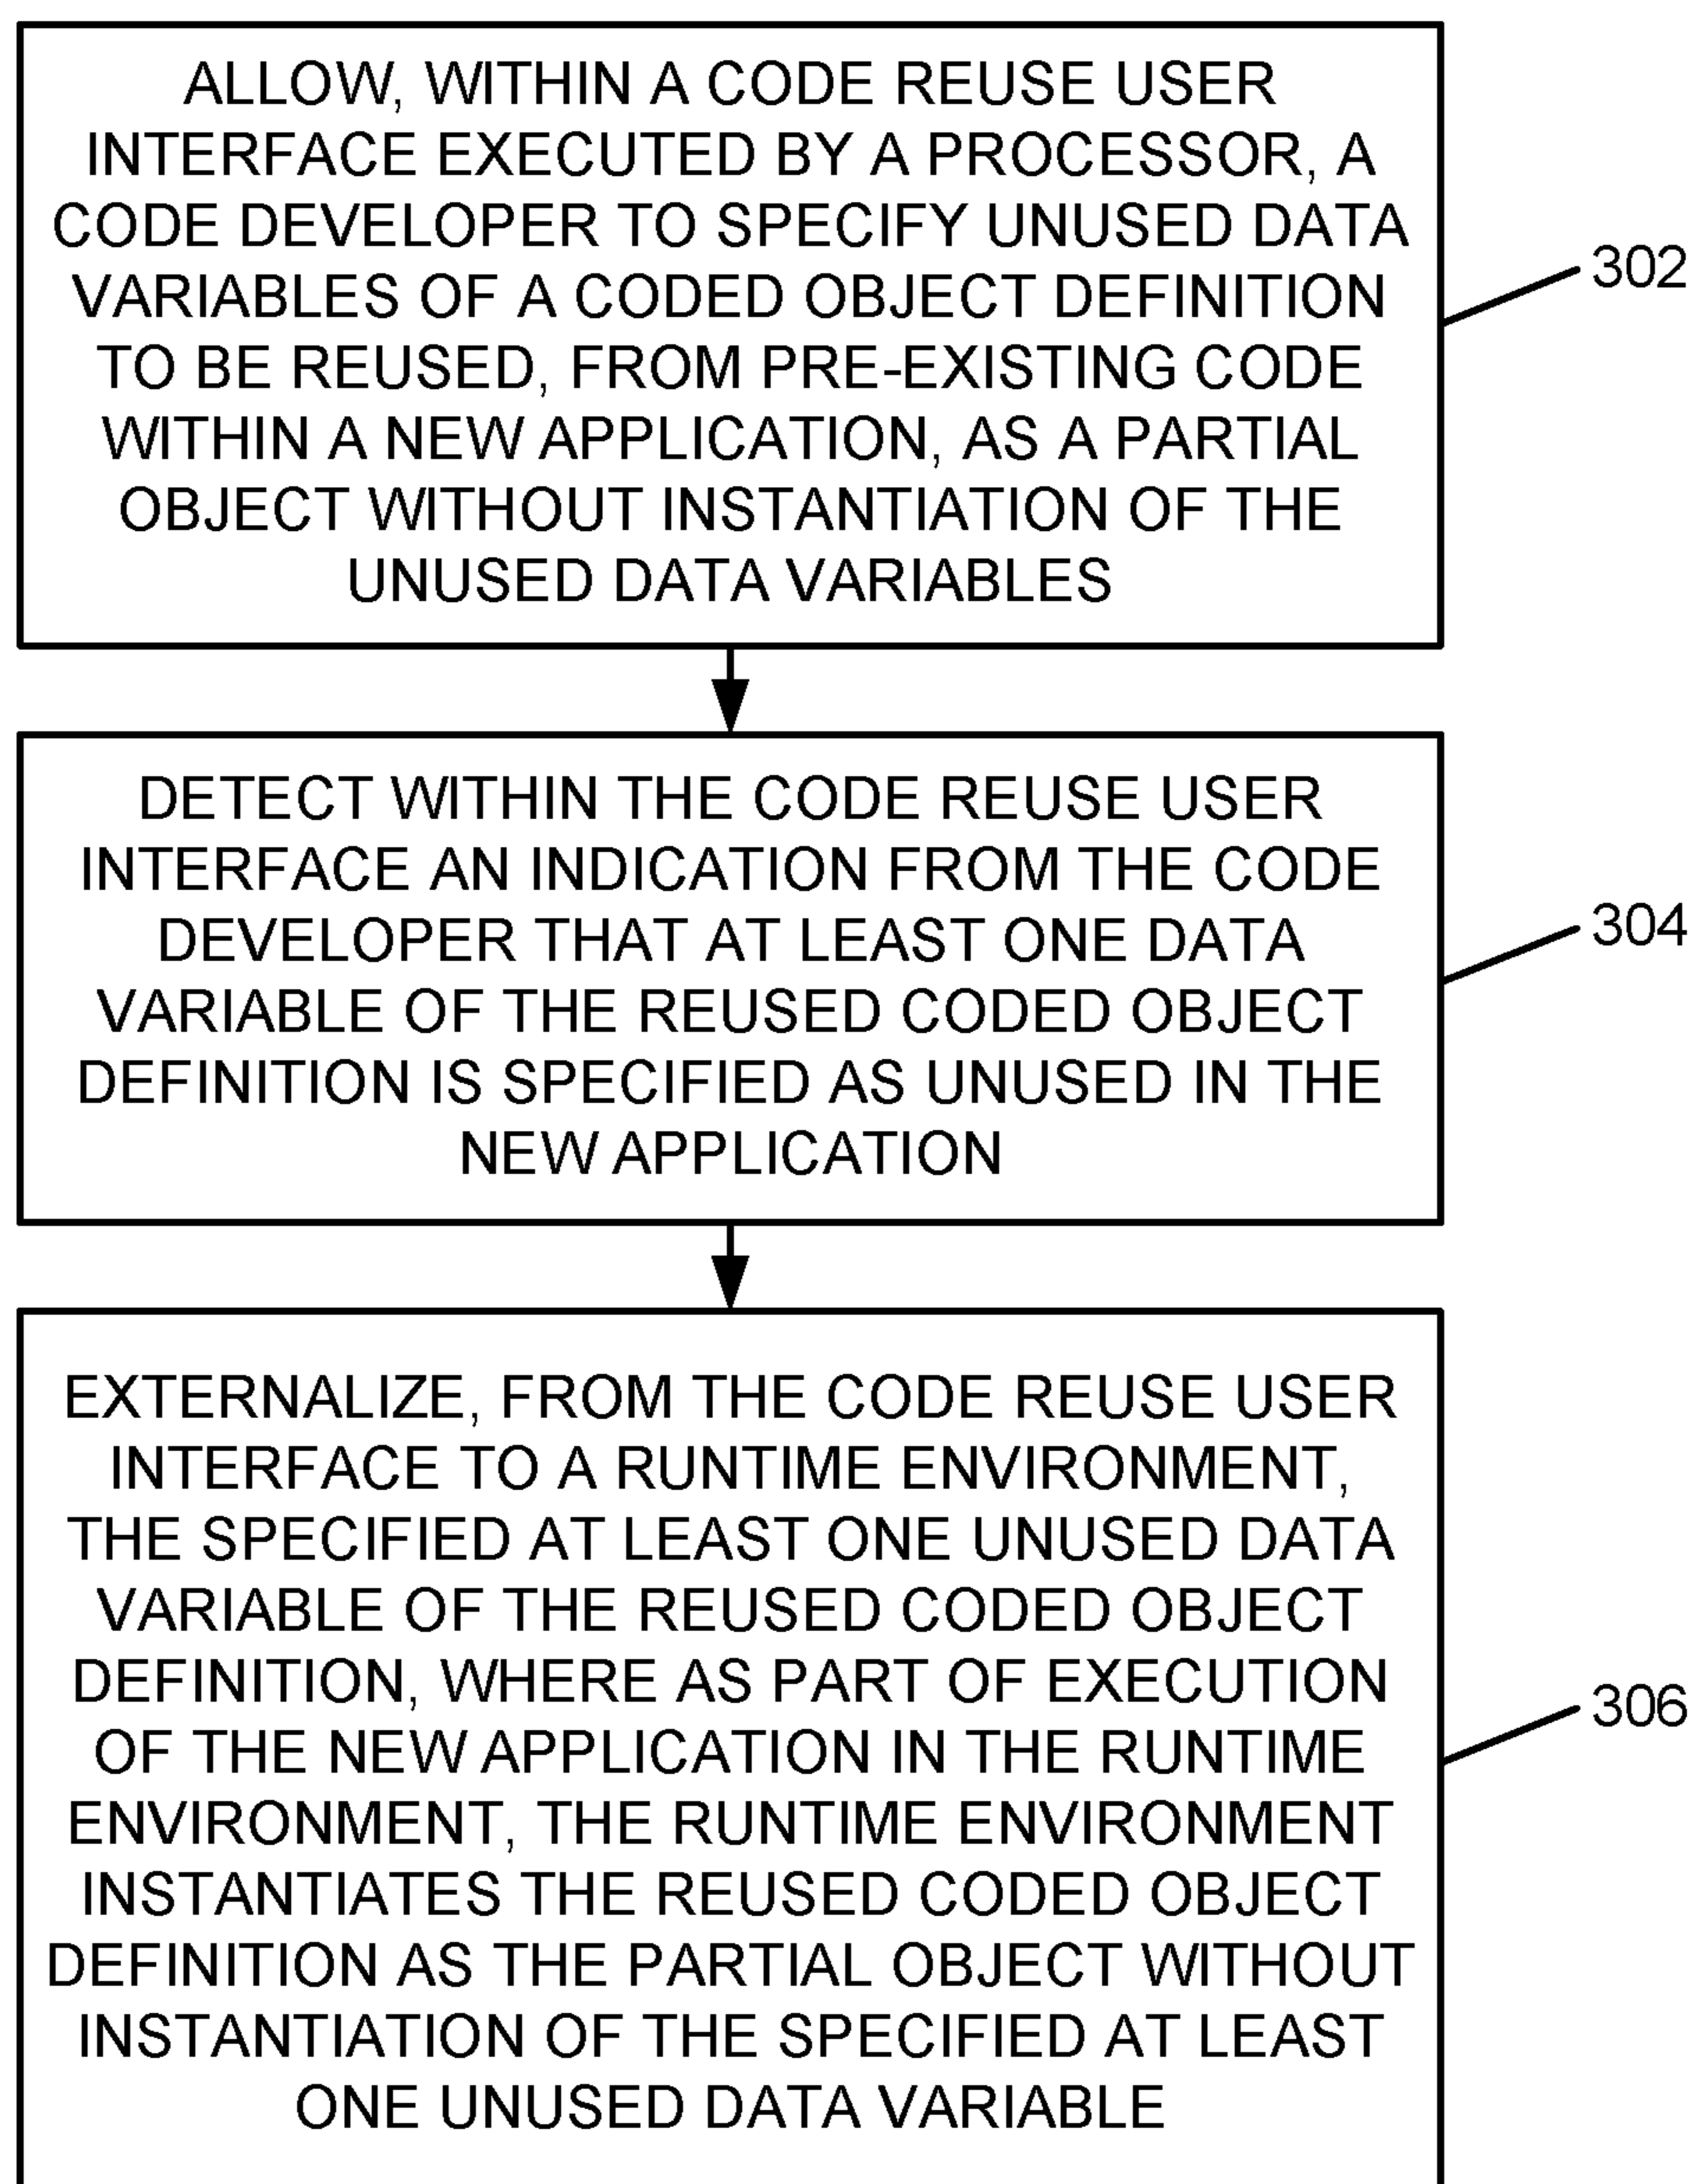 ALLOW, WITHIN A CODE REUSE USER
INTERFACE EXECUTED BY A PROCESSOR, A
CODE DEVELOPER TO SPECIFY UNUSED DATA
VARIABLES OF A CODED OBJECT DEFINITION
TO BE REUSED, FROM PRE-EXISTING CODE
WITHIN A NEW APPLICATION, AS A PARTIAL
OBJECT WITHOUT INSTANTIATION OF THE
UNUSED DATA VARIABLES
302
DETECT WITHIN THE CODE REUSE USER
INTERFACE AN INDICATION FROM THE CODE
DEVELOPER THAT AT LEAST ONE DATA
VARIABLE OF THE REUSED CODED OBJECT
DEFINITION IS SPECIFIED AS UNUSED IN THE
NEW APPLICATION
304
EXTERNALIZE, FROM THE CODE REUSE USER
INTERFACE TO A RUNTIME ENVIRONMENT,
THE SPECIFIED AT LEAST ONE UNUSED DATA
VARIABLE OF THE REUSED CODED OBJECT
DEFINITION, WHERE AS PART OF EXECUTION
OF THE NEW APPLICATION IN THE RUNTIME
ENVIRONMENT, THE RUNTIME ENVIRONMENT
INSTANTIATES THE REUSED CODED OBJECT
DEFINITION AS THE PARTIAL OBJECT WITHOUT
INSTANTIATION OF THE SPECIFIED AT LEAST
ONE UNUSED DATA VARIABLE
306